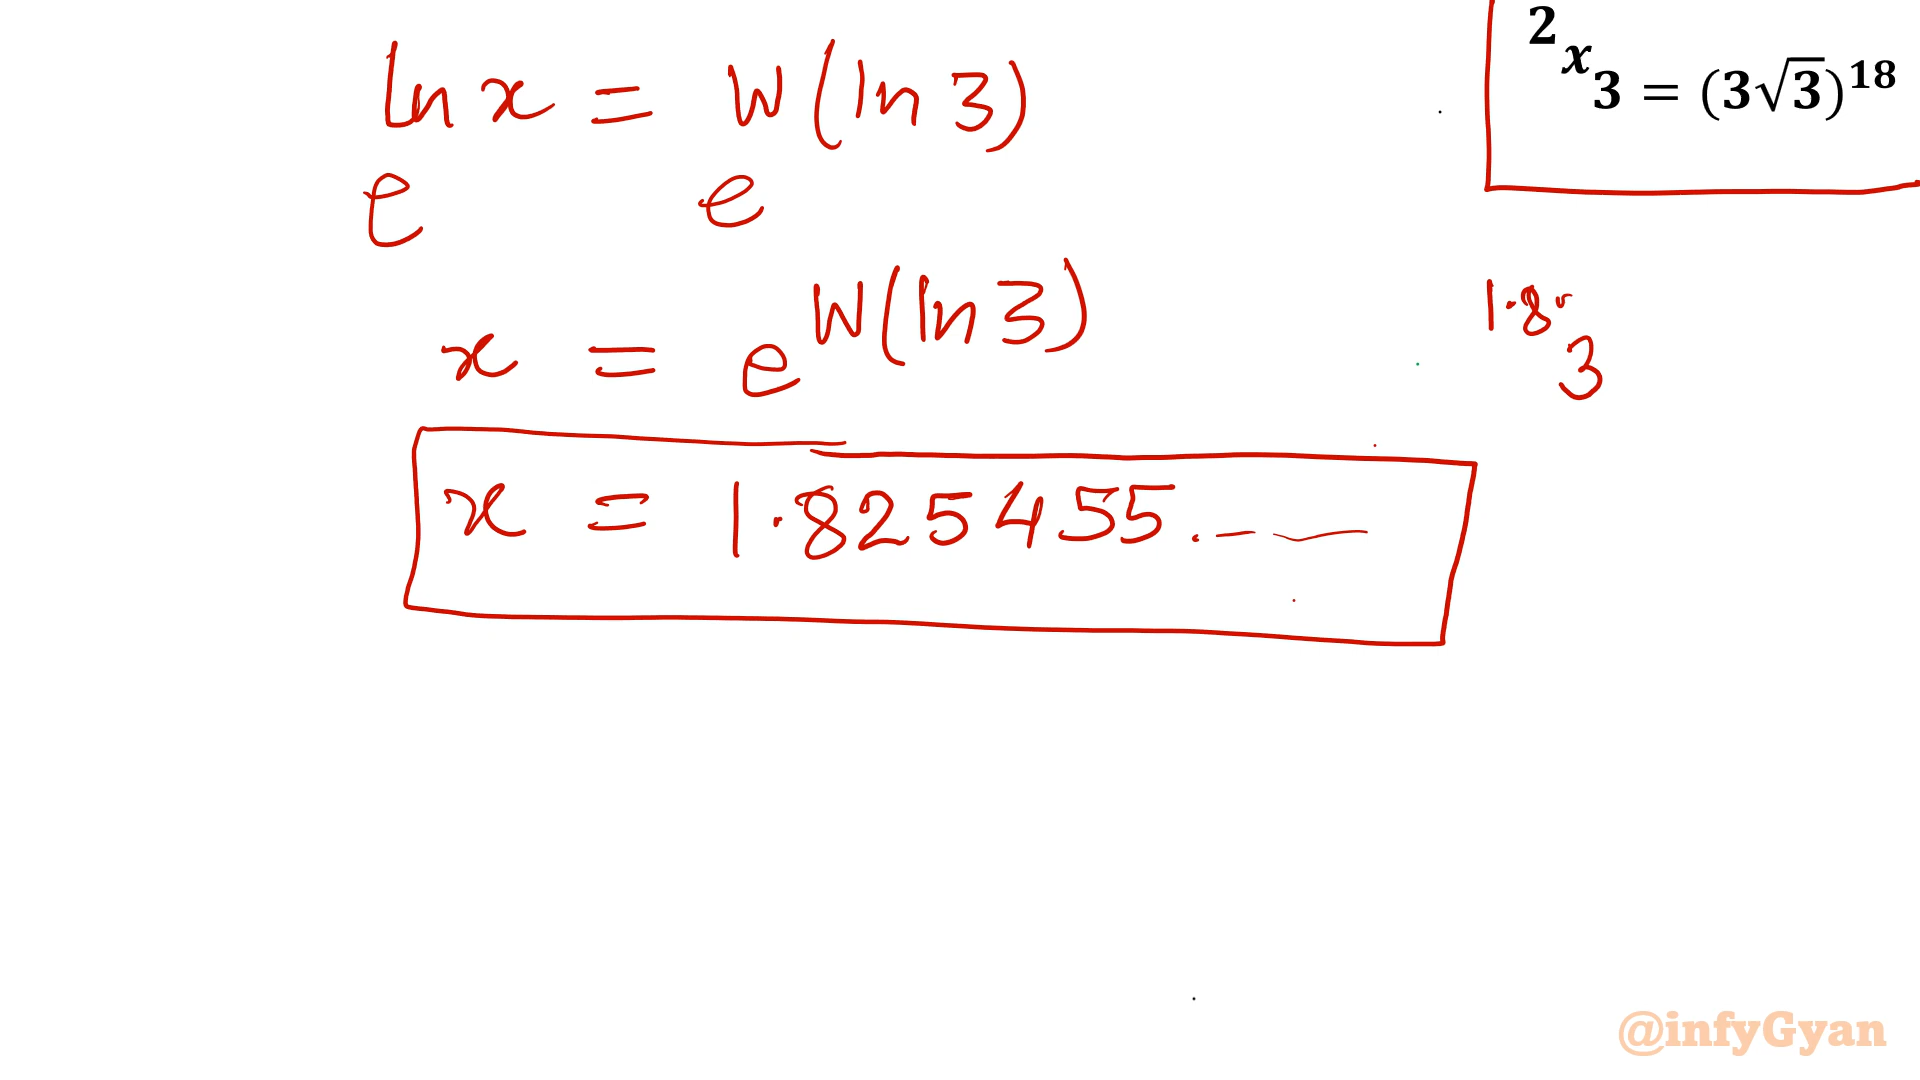 ln x = W(ln 3)
e e
x = e^W(ln 3)
x = 1.825455.......
²ˣ3 = (3√3)¹⁸
1.8
3
@infyGyan